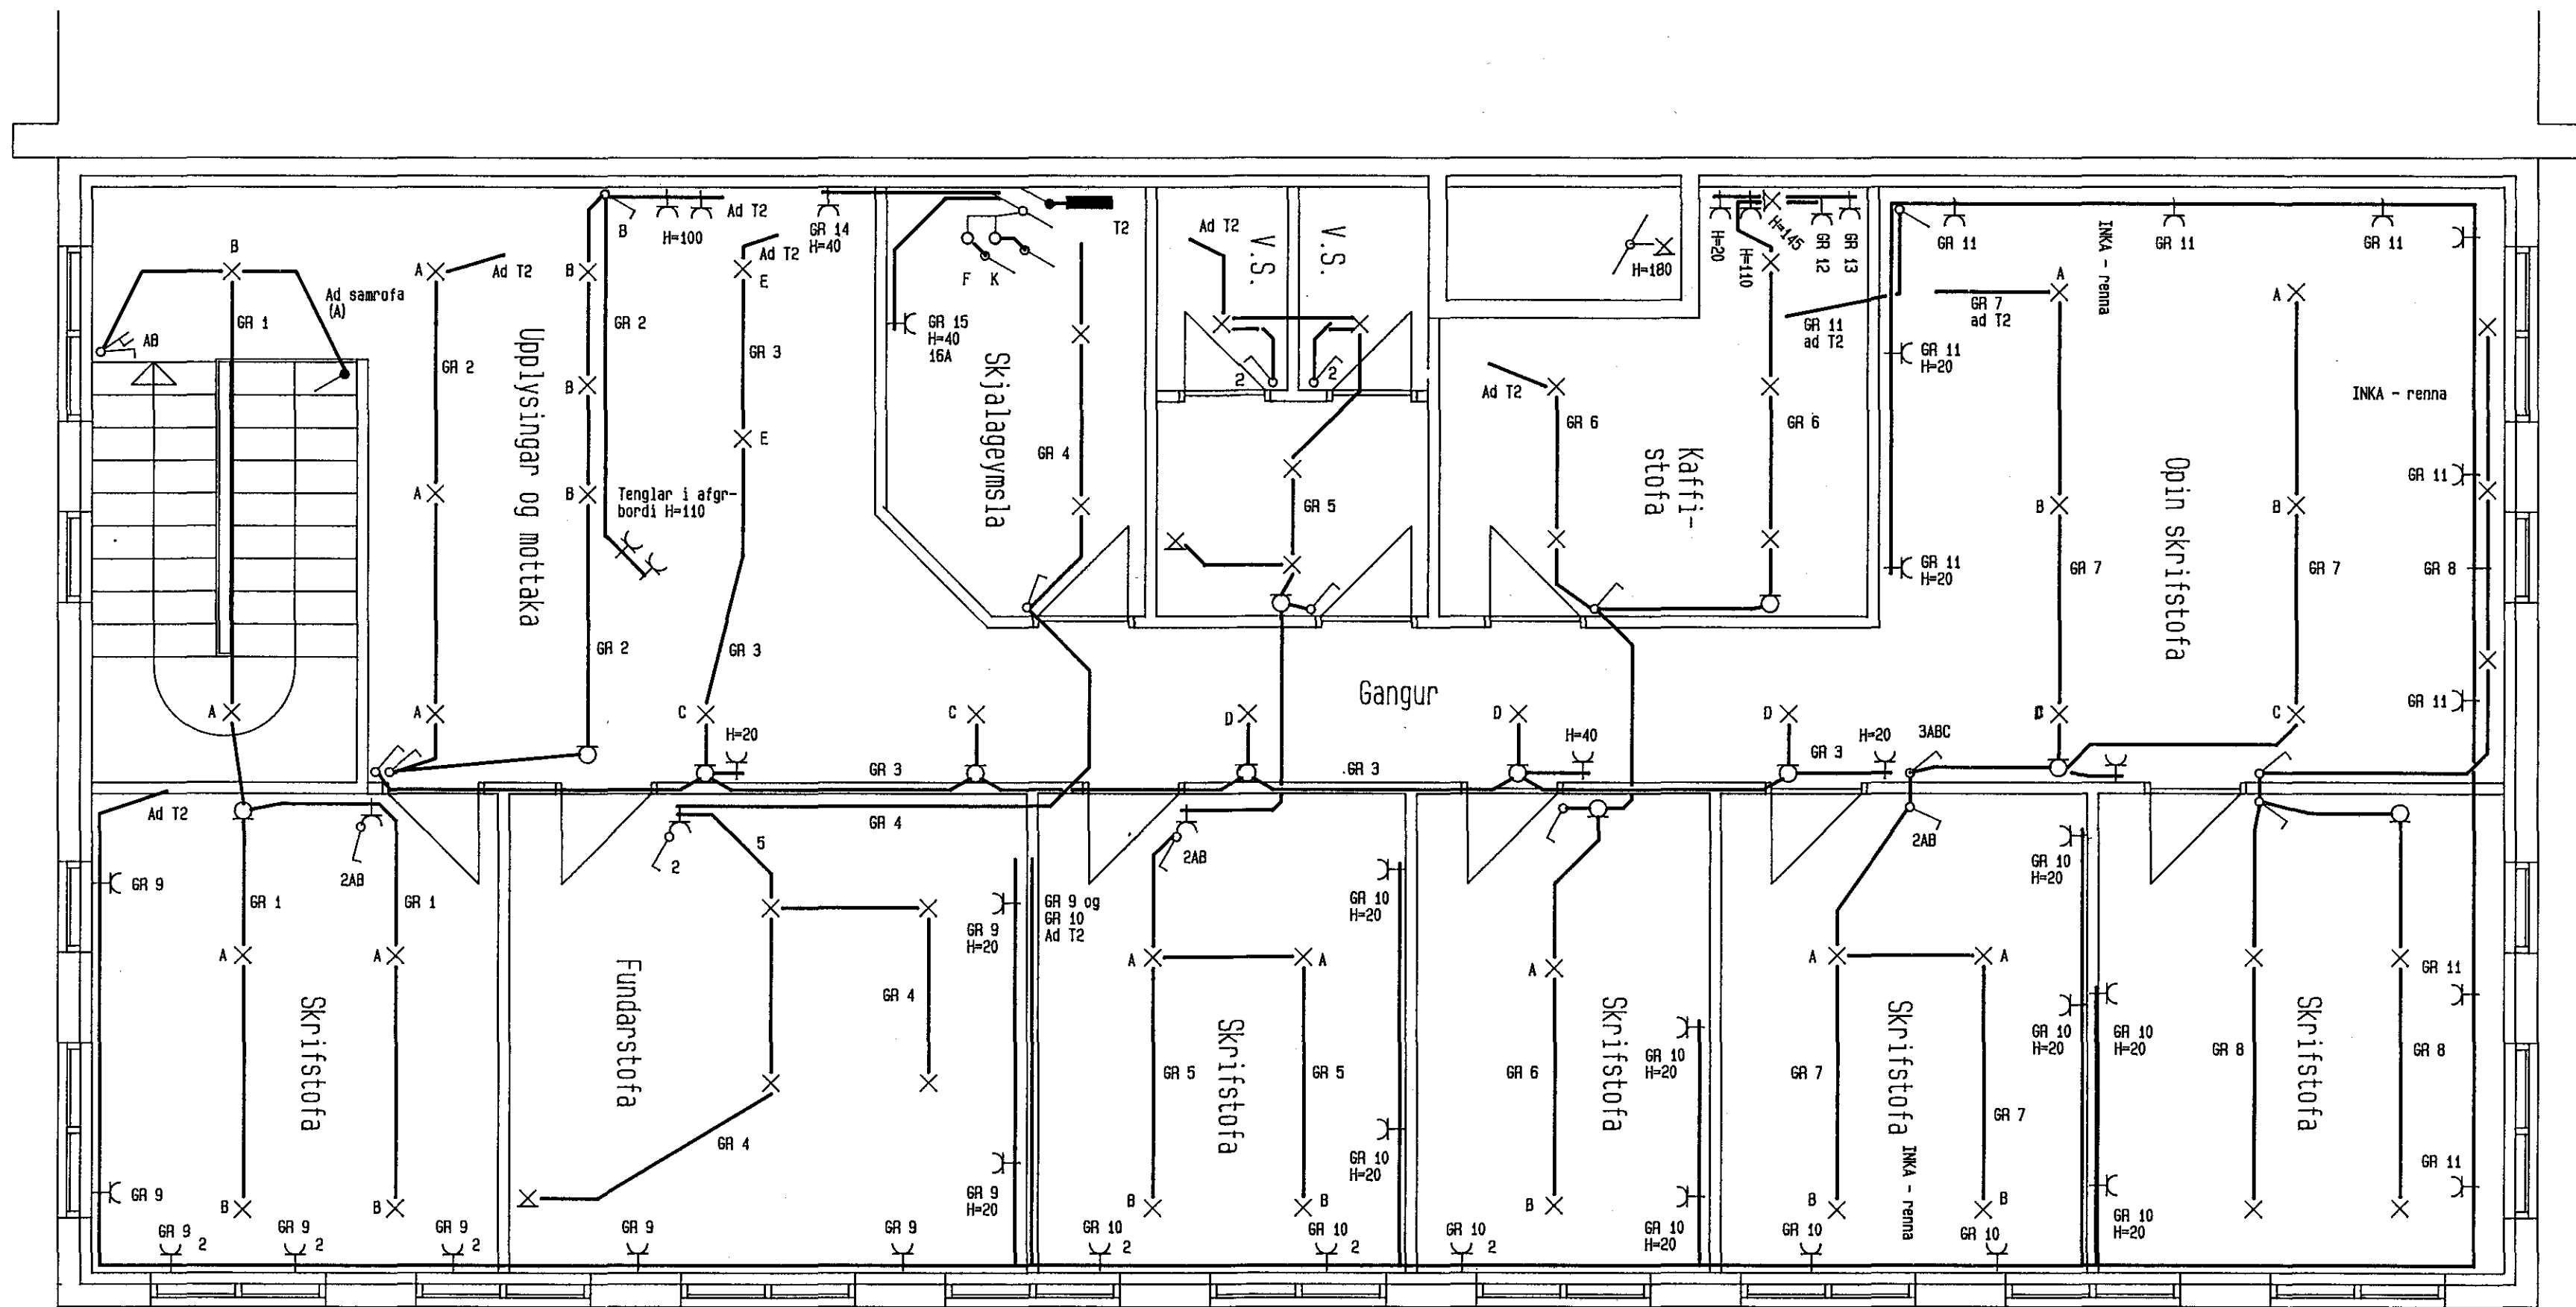 B
Ad samrofa
(A)
AB
GR 1
A
A
Ad T2
GR 2
A
A
Upplysingar og mottaka
B
B
B
B
GR 2
GR 2
H=100
Ad T2
Tenglar i afgr-
bordi H=110
Ad T2
E
GR 3
E
GR 3
C
H=20
GR 14
H=40
GR 15
H=40
16A
F K
T2
Skjalageymsla
GR 4
Ad T2
V.S.
V.S.
2
2
GR 5
H=180
Ad T2
GR 6
Kaffi-
stofa
GR 6
H=20
H=110
H=145
GR 12
GR 13
GR 11
ad T2
GR 11
GR 11
GR 11
INKA - renna
GR 7
ad T2
A
A
GR 11
H=20
INKA - renna
GR 11
B
B
Opin skrifstofa
GR 11
H=20
GR 7
GR 7
GR 8
GR 11
C
Gangur
C
D
D
D
H=40
GR 3
GR 3
GR 3
H=20
3ABC
Ad T2
GR 9
2AB
GR 1
GR 1
A
A
Skrifstofa
GR 9
B
B
GR 9
2
GR 9
2
GR 9
2
GR 4
5
2
GR 9
H=20
GR 4
Fundarstofa
GR 4
GR 9
H=20
GR 9
GR 9
GR 9 og
GR 10
Ad T2
2AB
GR 10
H=20
A
A
GR 5
GR 5
Skrifstofa
GR 10
H=20
B
B
GR 10
2
GR 10
2
A
GR 6
Skrifstofa
GR 10
H=20
B
GR 10
H=20
GR 10
2
2AB
GR 10
H=20
A
A
GR 10
H=20
GR 7
GR 7
Skrifstofa
INKA - renna
B
B
GR 10
GR 10
GR 10
H=20
GR 8
GR 8
Skrifstofa
GR 11
GR 11
GR 10
H=20